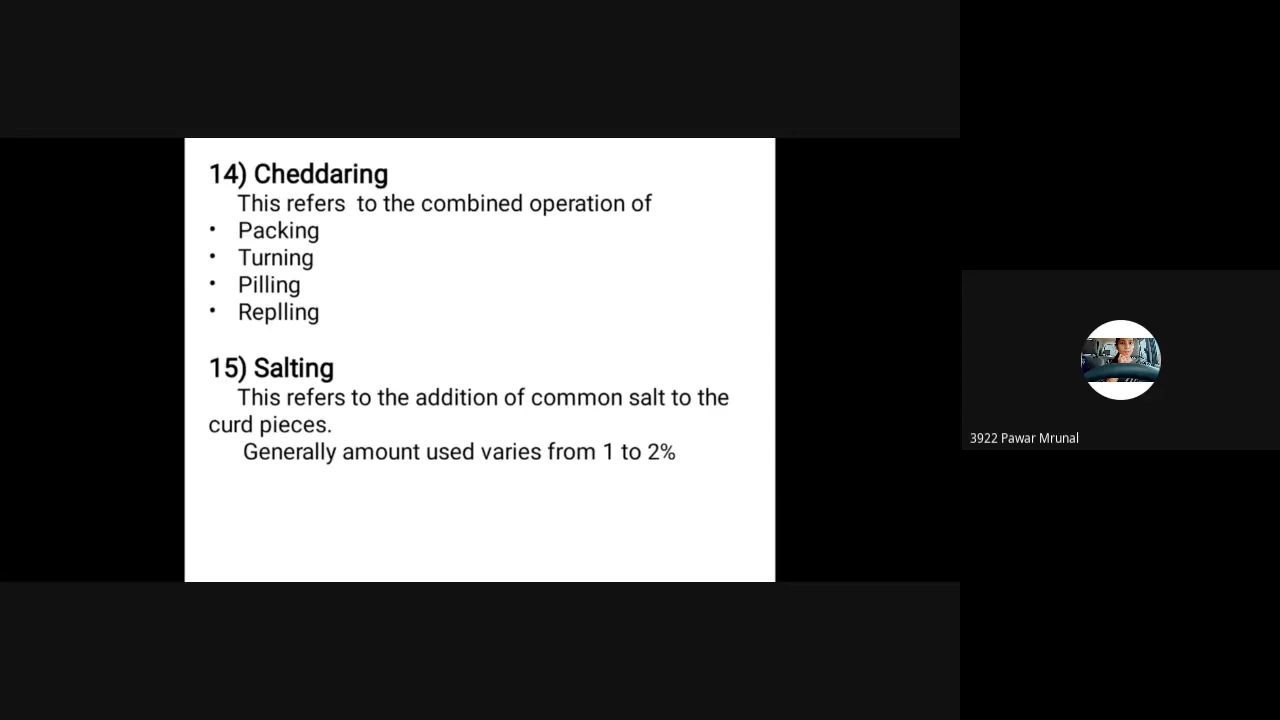 14) Cheddaring
This refers to the combined operation of
• Packing
• Turning
• Pilling
• Replling
15) Salting
This refers to the addition of common salt to the
curd pieces.
Generally amount used varies from 1 to 2%
3922 Pawar Mrunal